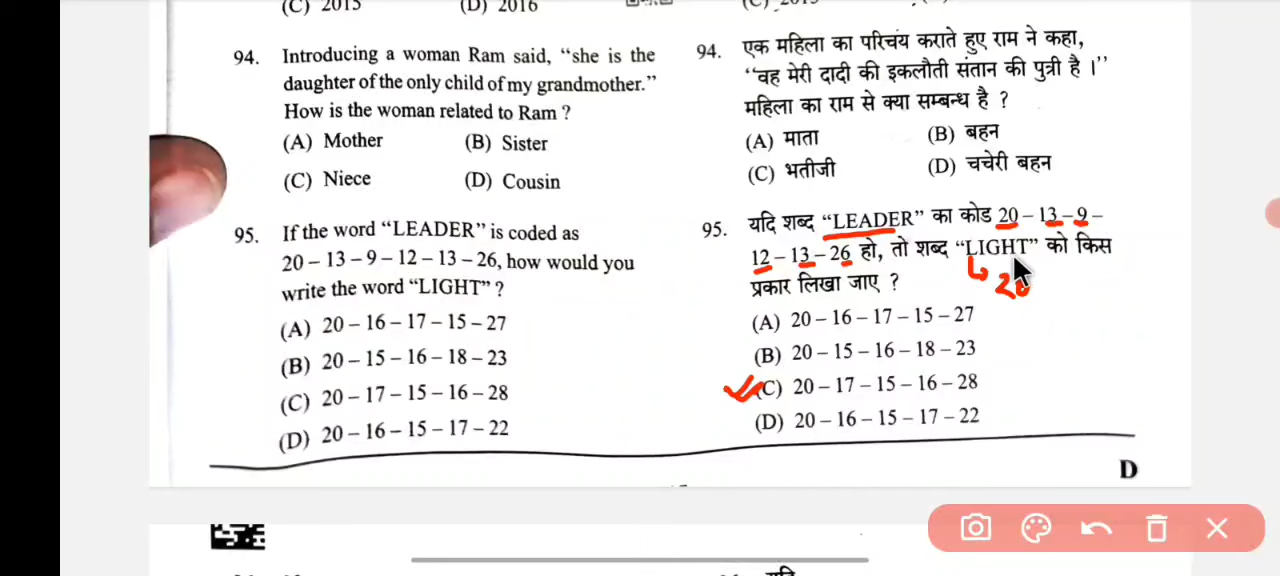 (C) 2015
(D) 2016
94. Introducing a woman Ram said, “she is the
daughter of the only child of my grandmother.”
How is the woman related to Ram ?
(A) Mother
(B) Sister
(C) Niece
(D) Cousin
95. If the word “LEADER” is coded as
20 – 13 – 9 – 12 – 13 – 26, how would you
write the word “LIGHT” ?
(A) 20 – 16 – 17 – 15 – 27
(B) 20 – 15 – 16 – 18 – 23
(C) 20 – 17 – 15 – 16 – 28
(D) 20 – 16 – 15 – 17 – 22
94. एक महिला का परिचय कराते हुए राम ने कहा,
“वह मेरी दादी की इकलौती संतान की पुत्री है ।”
महिला का राम से क्या सम्बन्ध है ?
(A) माता
(B) बहन
(C) भतीजी
(D) चचेरी बहन
95. यदि शब्द “LEADER” का कोड 20 – 13 – 9 –
12 – 13 – 26 हो, तो शब्द “LIGHT” को किस
प्रकार लिखा जाए ?
20
(A) 20 – 16 – 17 – 15 – 27
(B) 20 – 15 – 16 – 18 – 23
(C) 20 – 17 – 15 – 16 – 28
(D) 20 – 16 – 15 – 17 – 22
D